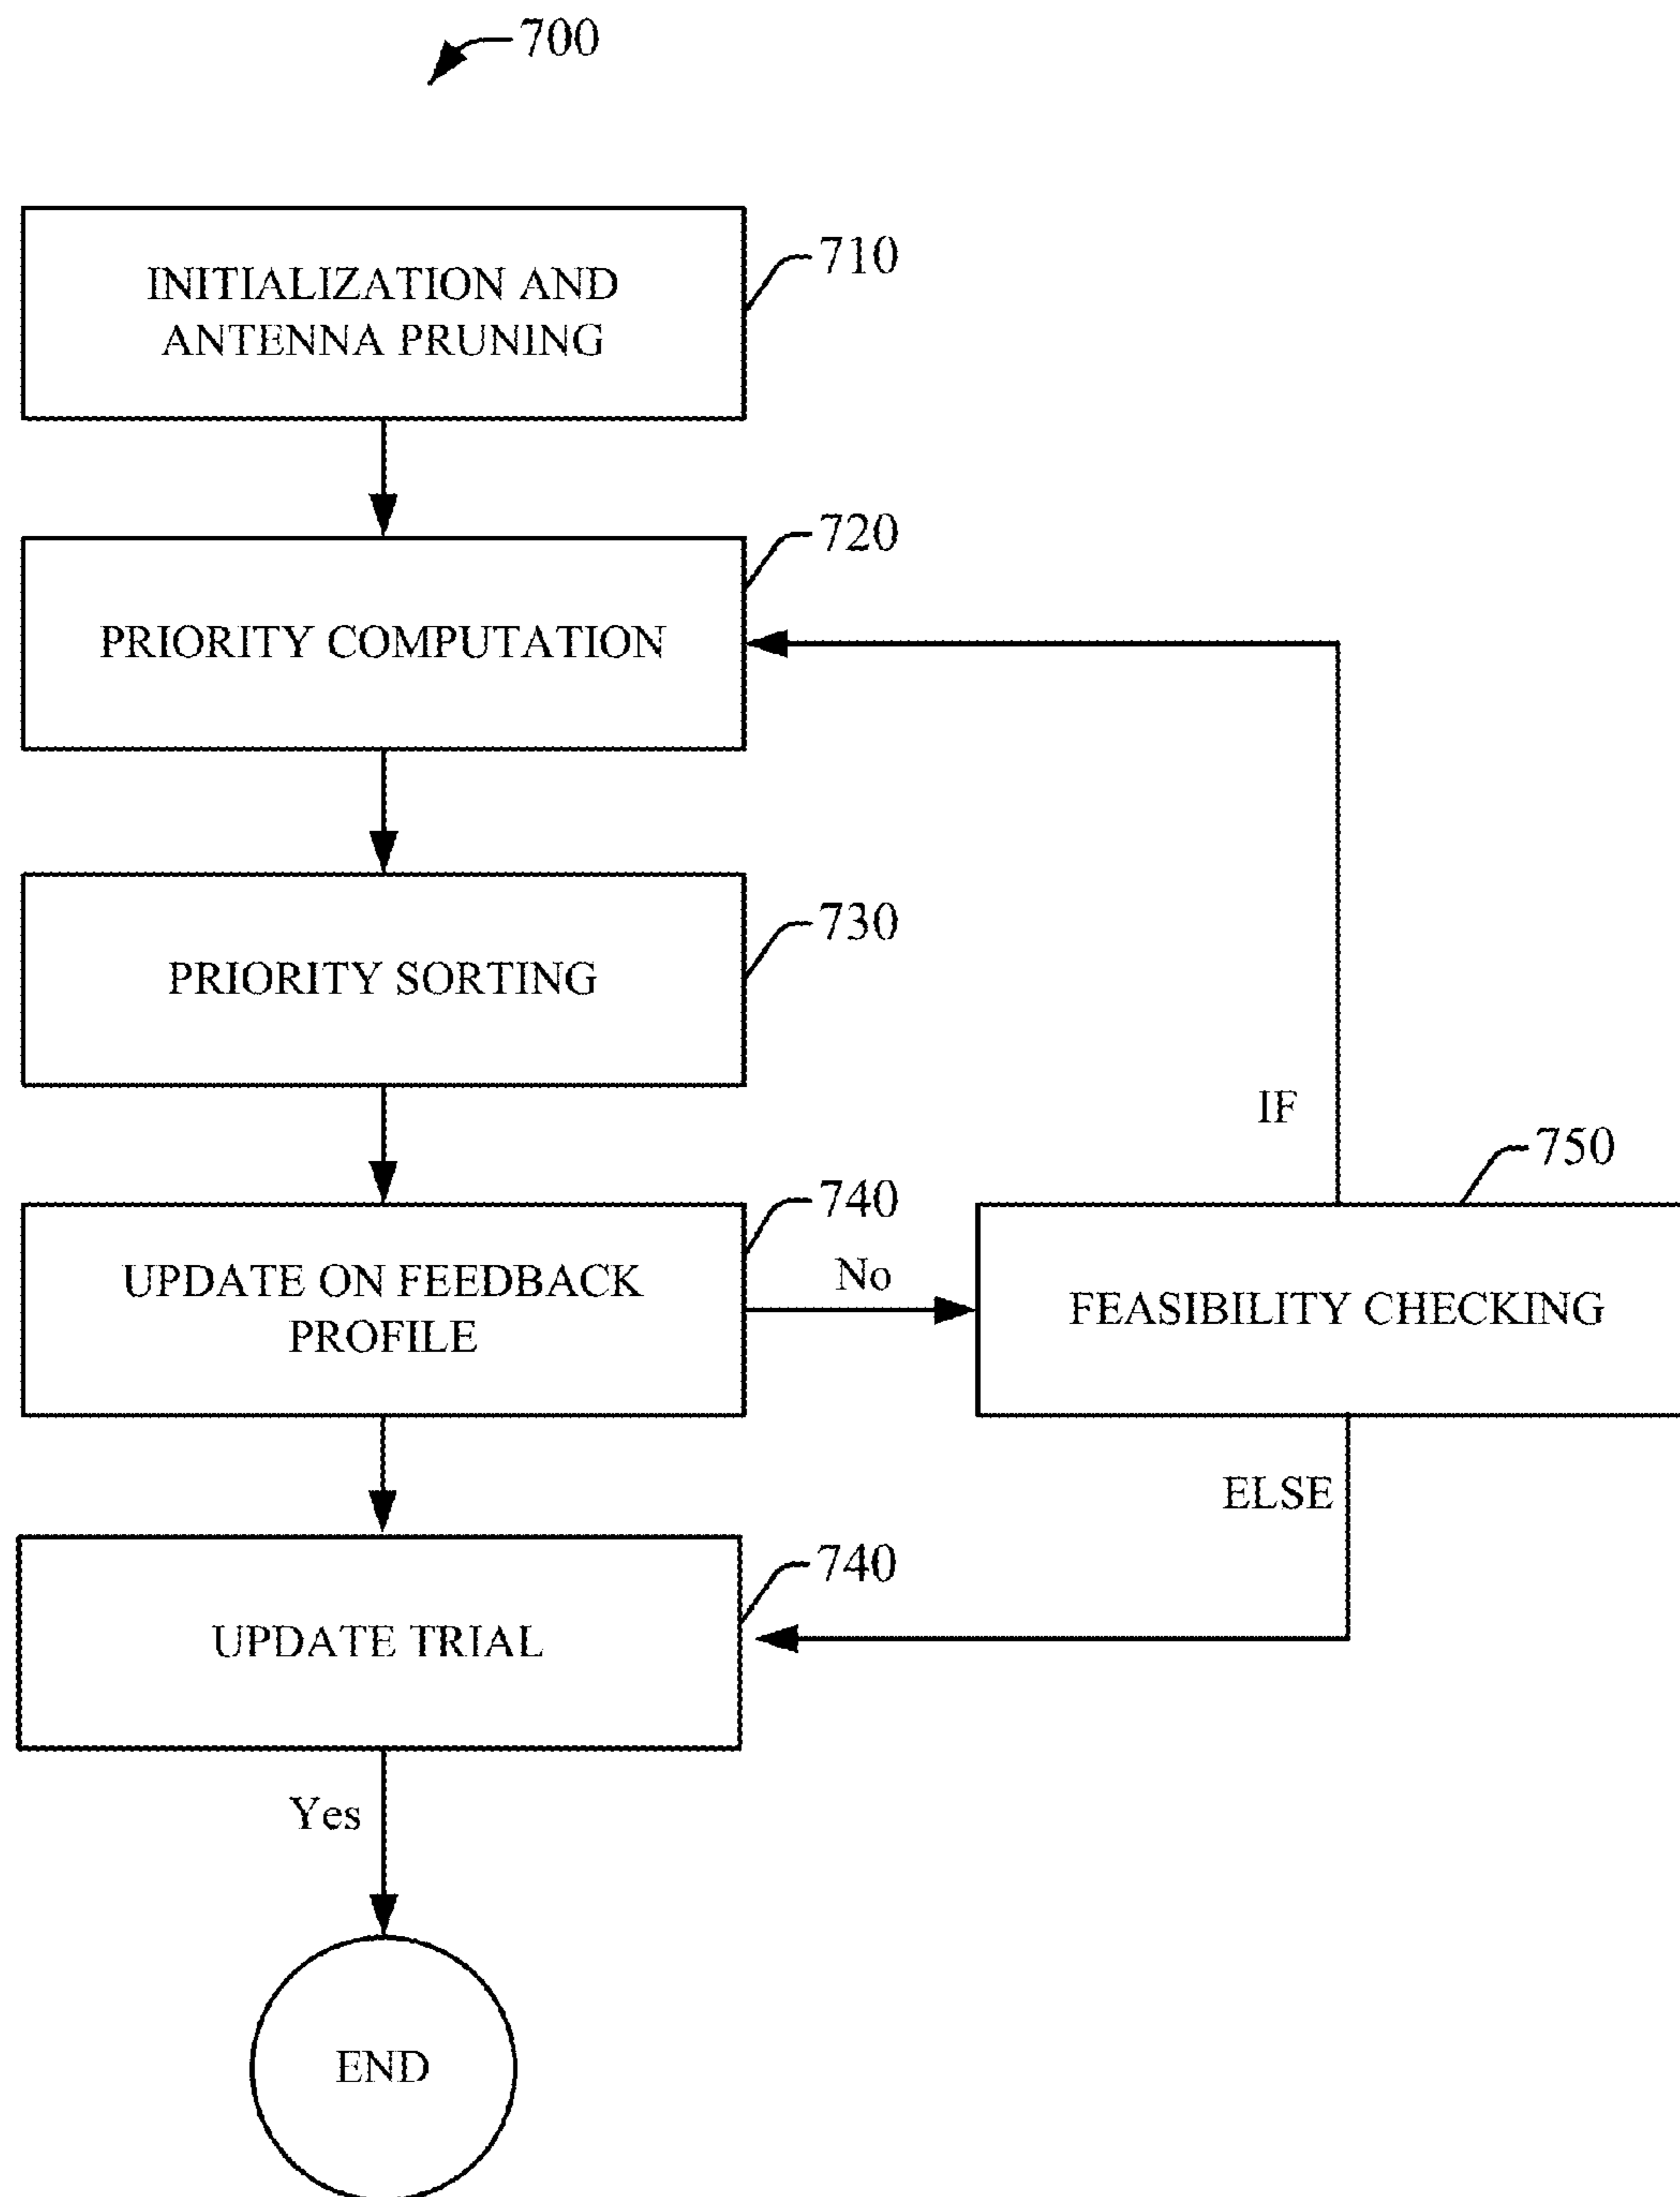 700
INITIALIZATION AND
ANTENNA PRUNING
710
PRIORITY COMPUTATION
720
PRIORITY SORTING
730
UPDATE ON FEEDBACK
PROFILE
740
No
FEASIBILITY CHECKING
750
IF
ELSE
UPDATE TRIAL
740
Yes
END